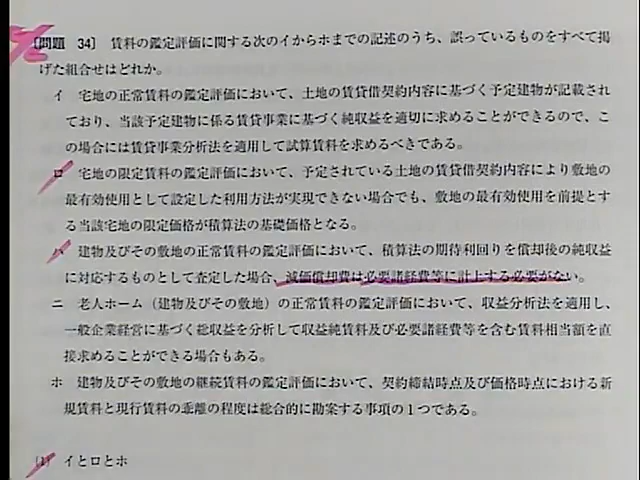 [問題 34] 賃料の鑑定評価に関する次のイからホまでの記述のうち、誤っているものをすべて掲
げた組合せはどれか。
イ 宅地の正常賃料の鑑定評価において、土地の賃貸借契約内容に基づく予定建物が記載され
ており、当該予定建物に係る賃貸事業に基づく純収益を適切に求めることができるので、こ
の場合には賃貸事業分析法を適用して試算賃料を求めるべきである。
ロ 宅地の限定賃料の鑑定評価において、予定されている土地の賃貸借契約内容により敷地の
最有効使用として設定した利用方法が実現できない場合でも、敷地の最有効使用を前提とす
る当該宅地の限定価格が積算法の基礎価格となる。
ハ 建物及びその敷地の正常賃料の鑑定評価において、積算法の期待利回りを償却後の純収益
に対応するものとして査定した場合、減価償却費は必要諸経費等に計上する必要がない。
ニ 老人ホーム（建物及びその敷地）の正常賃料の鑑定評価において、収益分析法を適用し、
一般企業経営に基づく総収益を分析して収益純賃料及び必要諸経費等を含む賃料相当額を直
接求めることができる場合もある。
ホ 建物及びその敷地の継続賃料の鑑定評価において、契約締結時点及び価格時点における新
規賃料と現行賃料の乖離の程度は総合的に勘案する事項の1つである。
(1) イとロとホ